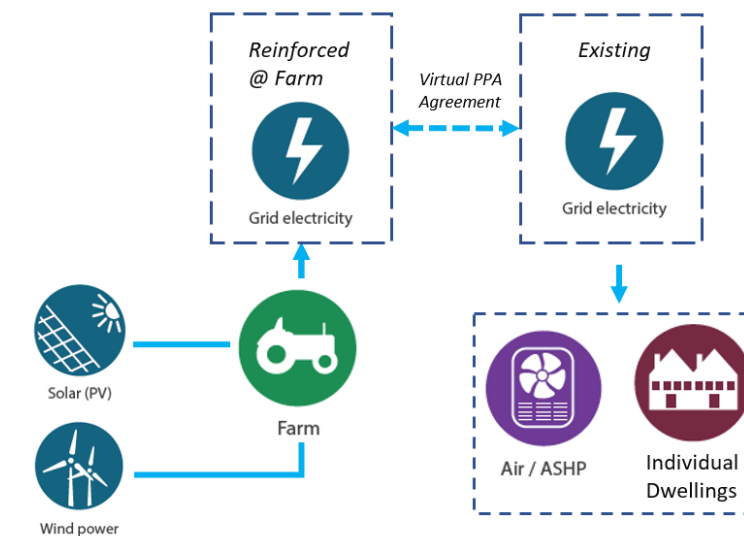 Reinforced
@ Farm
Grid electricity
Virtual PPA
Agreement
Existing
Grid electricity
Solar (PV)
Farm
Wind power
Air / ASHP
Individual
Dwellings